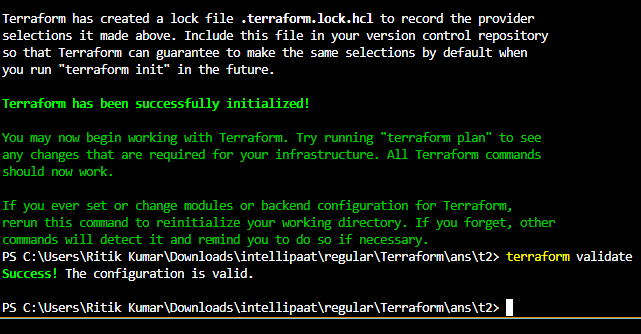 Terraform has created a lock file .terraform.lock.hcl to record the provider
selections it made above. Include this file in your version control repository
so that Terraform can guarantee to make the same selections by default when
you run "terraform init" in the future.
Terraform has been successfully initialized!
You may now begin working with Terraform. Try running "terraform plan" to see
any changes that are required for your infrastructure. All Terraform commands
should now work.
If you ever set or change modules or backend configuration for Terraform,
rerun this command to reinitialize your working directory. If you forget, other
commands will detect it and remind you to do so if necessary.
PS C:\Users\Ritik Kumar\Downloads\intellipaat\regular\Terraform\ans\t2> terraform validate
Success! The configuration is valid.
PS C:\Users\Ritik Kumar\Downloads\intellipaat\regular\Terraform\ans\t2>